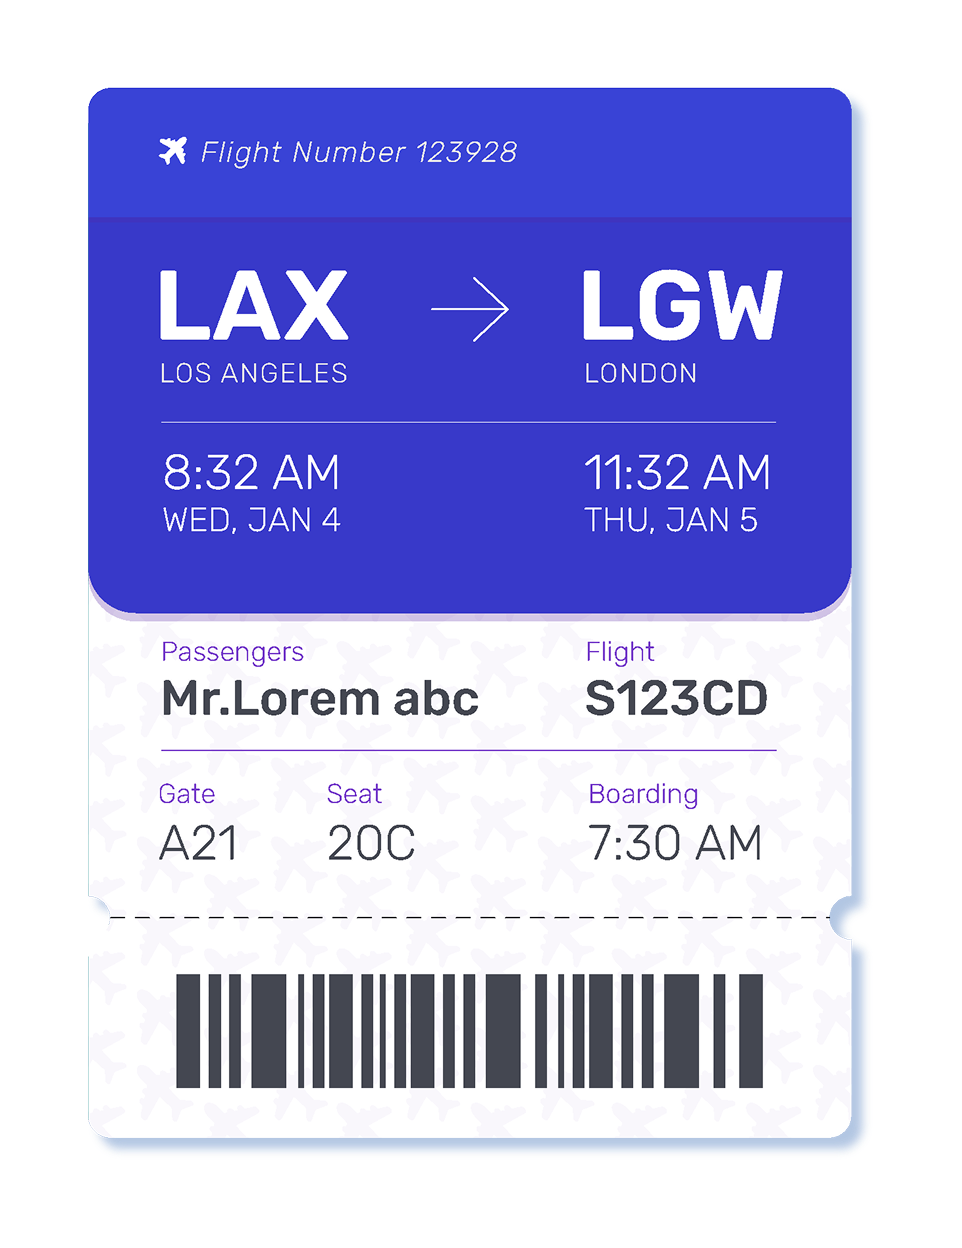 Flight Number 123928
LAX LGW
LOS ANGELES LONDON
8:32 AM 11:32 AM
WED, JAN 4 THU, JAN 5
Passengers Flight
Mr.Lorem abc S123CD
Gate Seat Boarding
A21 20C 7:30 AM